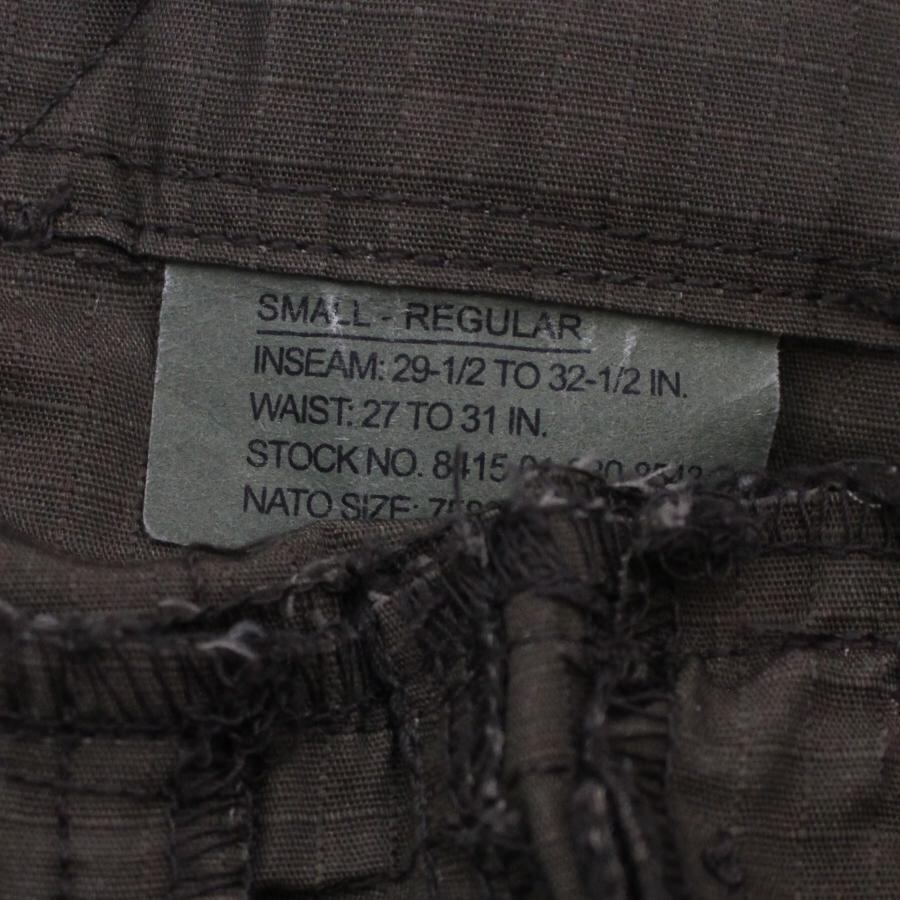 SMALL - REGULAR
INSEAM: 29-1/2 TO 32-1/2 IN.
WAIST: 27 TO 31 IN.
STOCK NO. 8415
NATO SIZE: